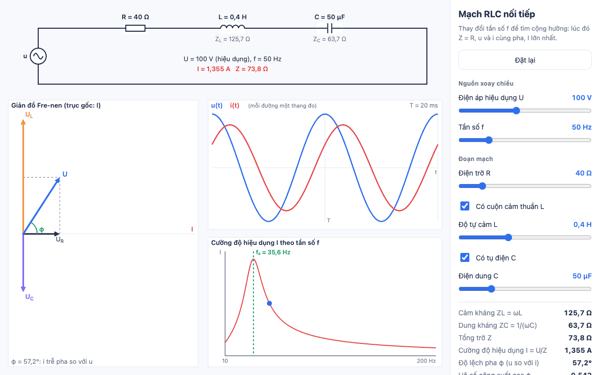 R = 40 Ω
L = 0,4 H
C = 50 µF
Z_L = 125,7 Ω
Z_C = 63,7 Ω
u
U = 100 V (hiệu dụng), f = 50 Hz
I = 1,355 A Z = 73,8 Ω
Giản đồ Fre-nen (trục gốc: I)
U_L
U
φ
U_R
I
U_C
φ = 57,2°: i trễ pha so với u
u(t) i(t) (mỗi đường một thang đo) T = 20 ms
t
T
Cường độ hiệu dụng I theo tần số f
I
f₀ = 35,6 Hz
10
200 Hz
Mạch RLC nối tiếp
Thay đổi tần số f để tìm cộng hưởng: lúc đó
Z = R, u và i cùng pha, I lớn nhất.
Đặt lại
Nguồn xoay chiều
Điện áp hiệu dụng U 100 V
Tần số f 50 Hz
Đoạn mạch
Điện trở R 40 Ω
Có cuộn cảm thuần L
Độ tự cảm L 0,4 H
Có tụ điện C
Điện dung C 50 µF
Cảm kháng ZL = ωL 125,7 Ω
Dung kháng ZC = 1/(ωC) 63,7 Ω
Tổng trở Z 73,8 Ω
Cường độ hiệu dụng I = U/Z 1,355 A
Độ lệch pha φ (u so với i) 57,2°